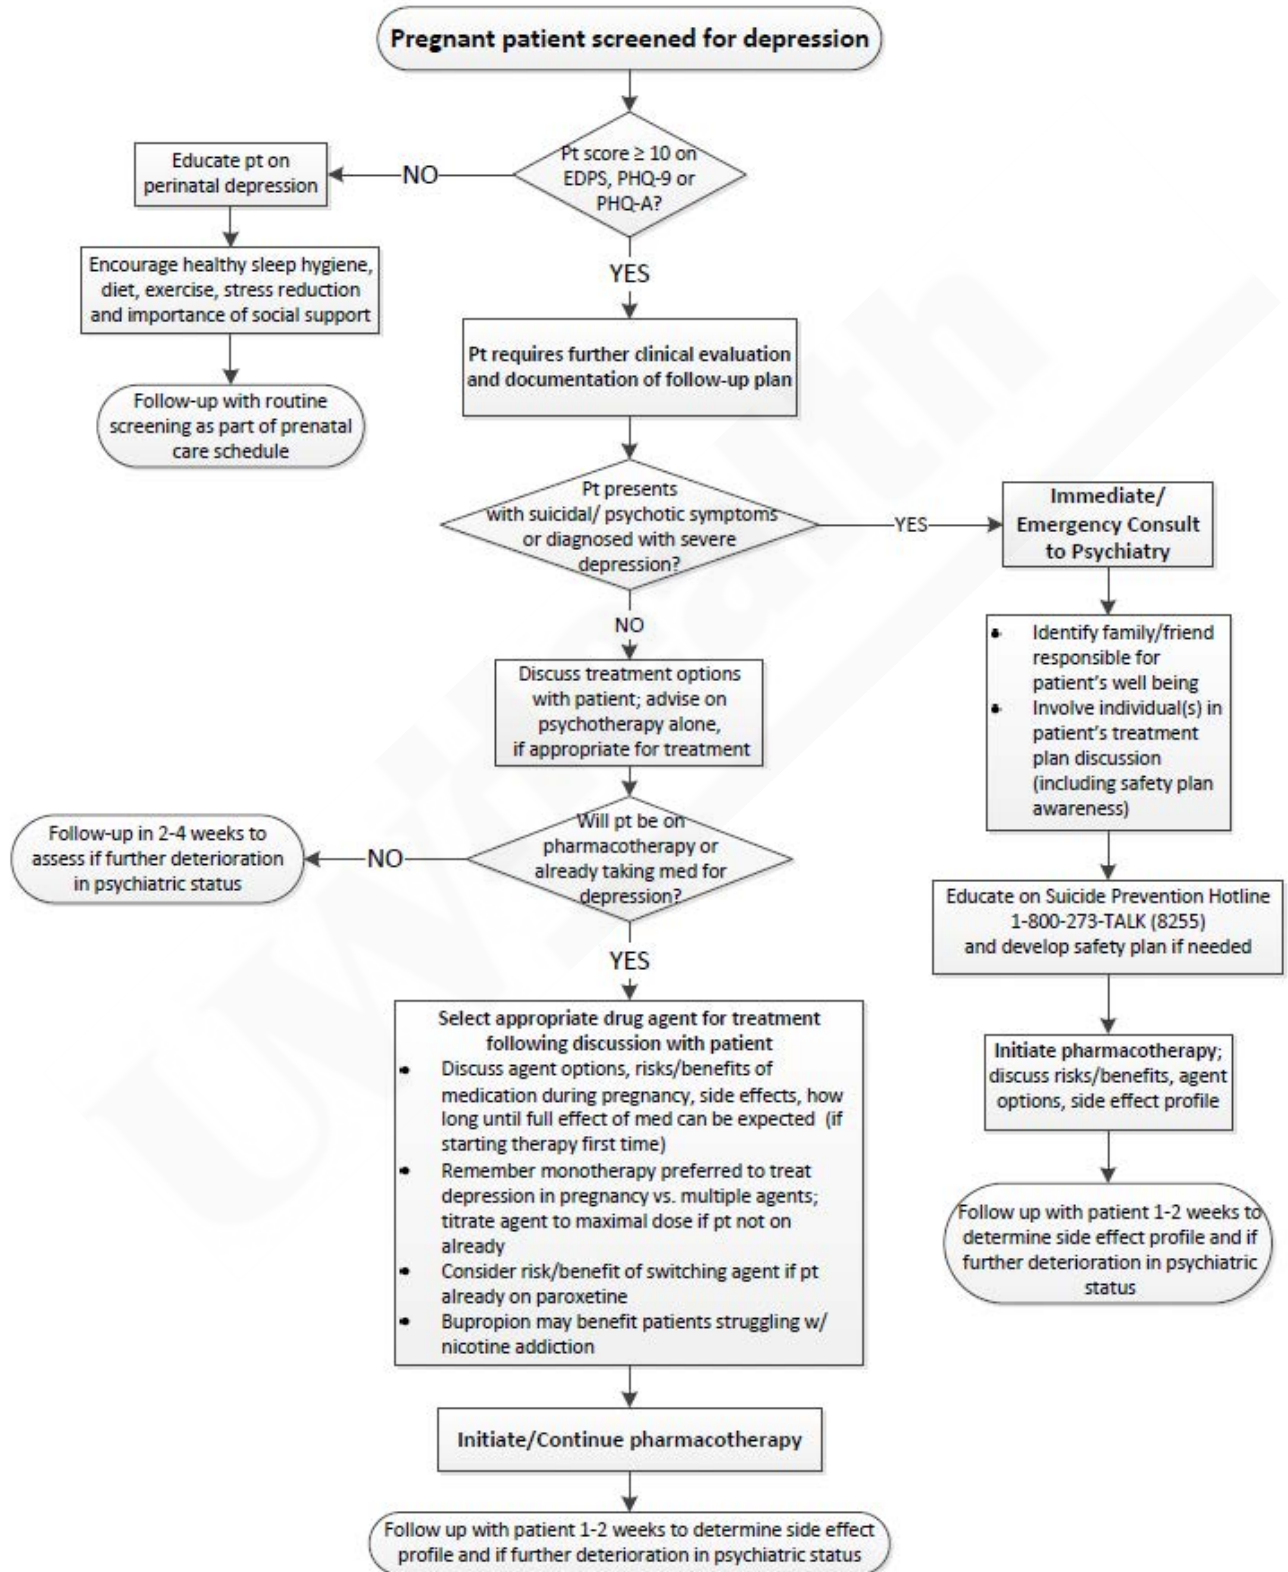 Pregnant patient screened for depression
Pt score ≥ 10 on
EDPS, PHQ-9 or
PHQ-A?
NO
Educate pt on
perinatal depression
Encourage healthy sleep hygiene,
diet, exercise, stress reduction
and importance of social support
Follow-up with routine
screening as part of prenatal
care schedule
YES
Pt requires further clinical evaluation
and documentation of follow-up plan
Pt presents
with suicidal/ psychotic symptoms
or diagnosed with severe
depression?
YES
Immediate/
Emergency Consult
to Psychiatry
• Identify family/friend
responsible for
patient's well being
• Involve individual(s) in
patient's treatment
plan discussion
(including safety plan
awareness)
Educate on Suicide Prevention Hotline
1-800-273-TALK (8255)
and develop safety plan if needed
Initiate pharmacotherapy;
discuss risks/benefits, agent
options, side effect profile
Follow up with patient 1-2 weeks to
determine side effect profile and if
further deterioration in psychiatric
status
NO
Discuss treatment options
with patient; advise on
psychotherapy alone,
if appropriate for treatment
Will pt be on
pharmacotherapy or
already taking med for
depression?
NO
Follow-up in 2-4 weeks to
assess if further deterioration
in psychiatric status
YES
Select appropriate drug agent for treatment
following discussion with patient
• Discuss agent options, risks/benefits of
medication during pregnancy, side effects, how
long until full effect of med can be expected (if
starting therapy first time)
• Remember monotherapy preferred to treat
depression in pregnancy vs. multiple agents;
titrate agent to maximal dose if pt not on
already
• Consider risk/benefit of switching agent if pt
already on paroxetine
• Bupropion may benefit patients struggling w/
nicotine addiction
Initiate/Continue pharmacotherapy
Follow up with patient 1-2 weeks to determine side effect
profile and if further deterioration in psychiatric status
UWHealth